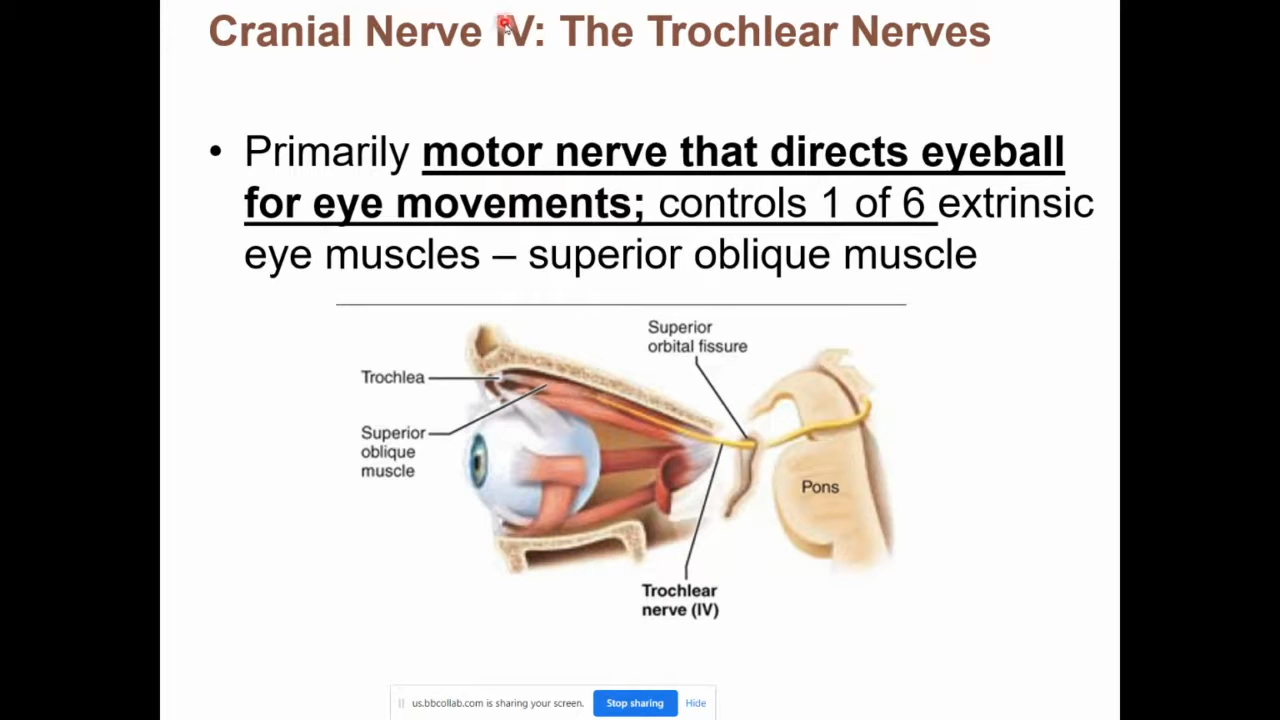 Cranial Nerve IV: The Trochlear Nerves
• Primarily motor nerve that directs eyeball
for eye movements; controls 1 of 6 extrinsic
eye muscles – superior oblique muscle
Superior
orbital fissure
Trochlea
Superior
oblique
muscle
Pons
Trochlear
nerve (IV)
us.bbcollab.com is sharing your screen.
Stop sharing
Hide